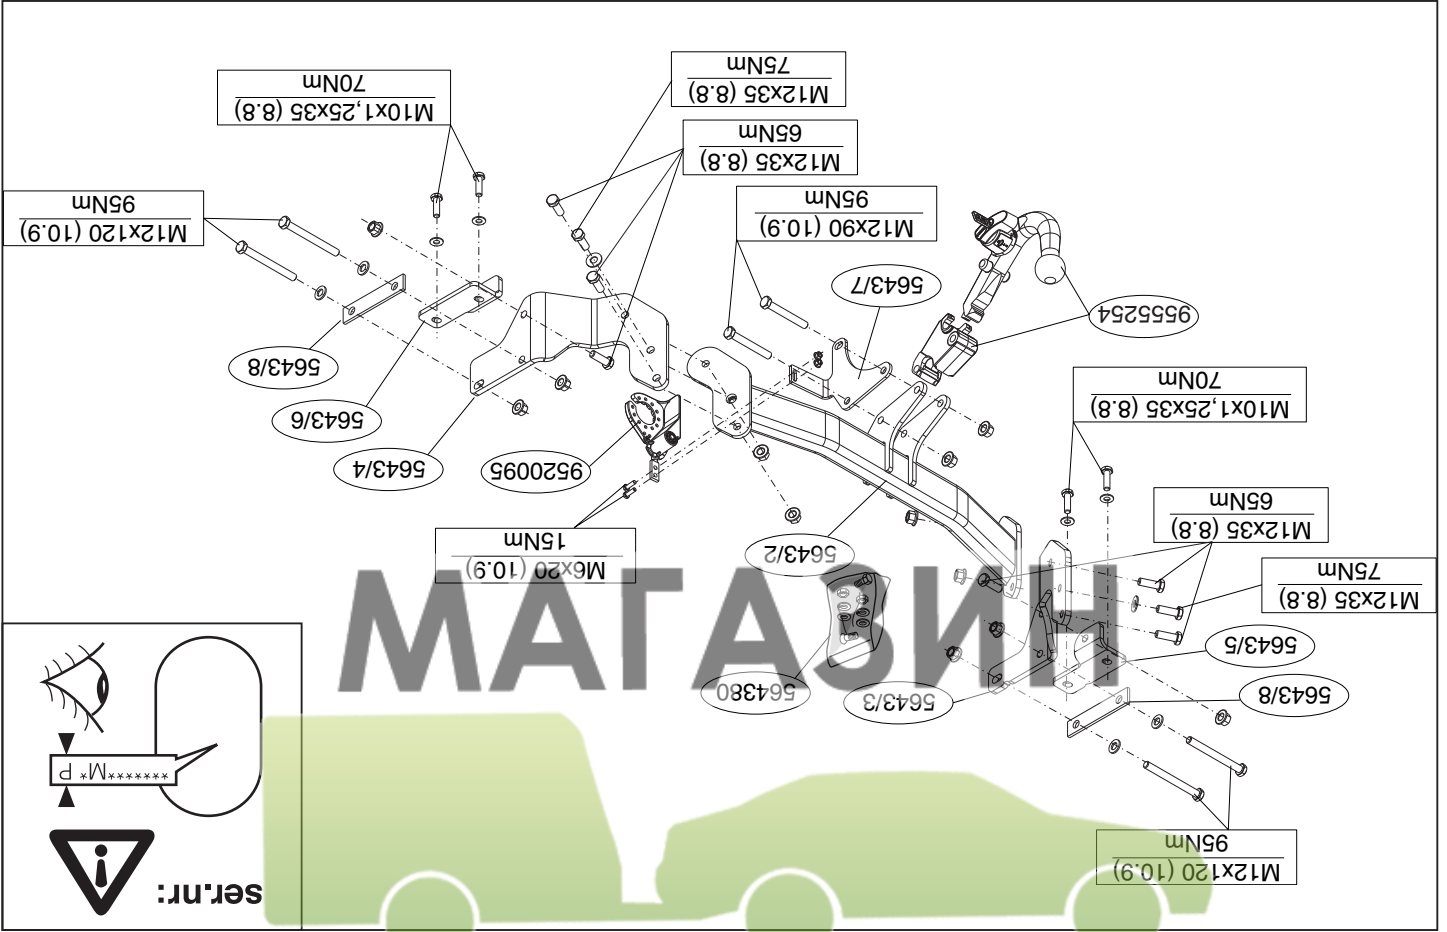 M12x35 (8.8)
75Nm
M10x1,25x35 (8.8)
70Nm
M12x35 (8.8)
65Nm
M12x120 (10.9)
95Nm
M12x90 (10.9)
95Nm
5643/7
9555254
5643/8
M10x1,25x35 (8.8)
70Nm
5643/6
5643/4
9520095
M12x35 (8.8)
65Nm
M6x20 (10.9)
15Nm
5643/2
M12x35 (8.8)
75Nm
МАГАЗИН
5643/5
564380
5643/3
5643/8
*******M* P
M12x120 (10.9)
95Nm
ser.nr: